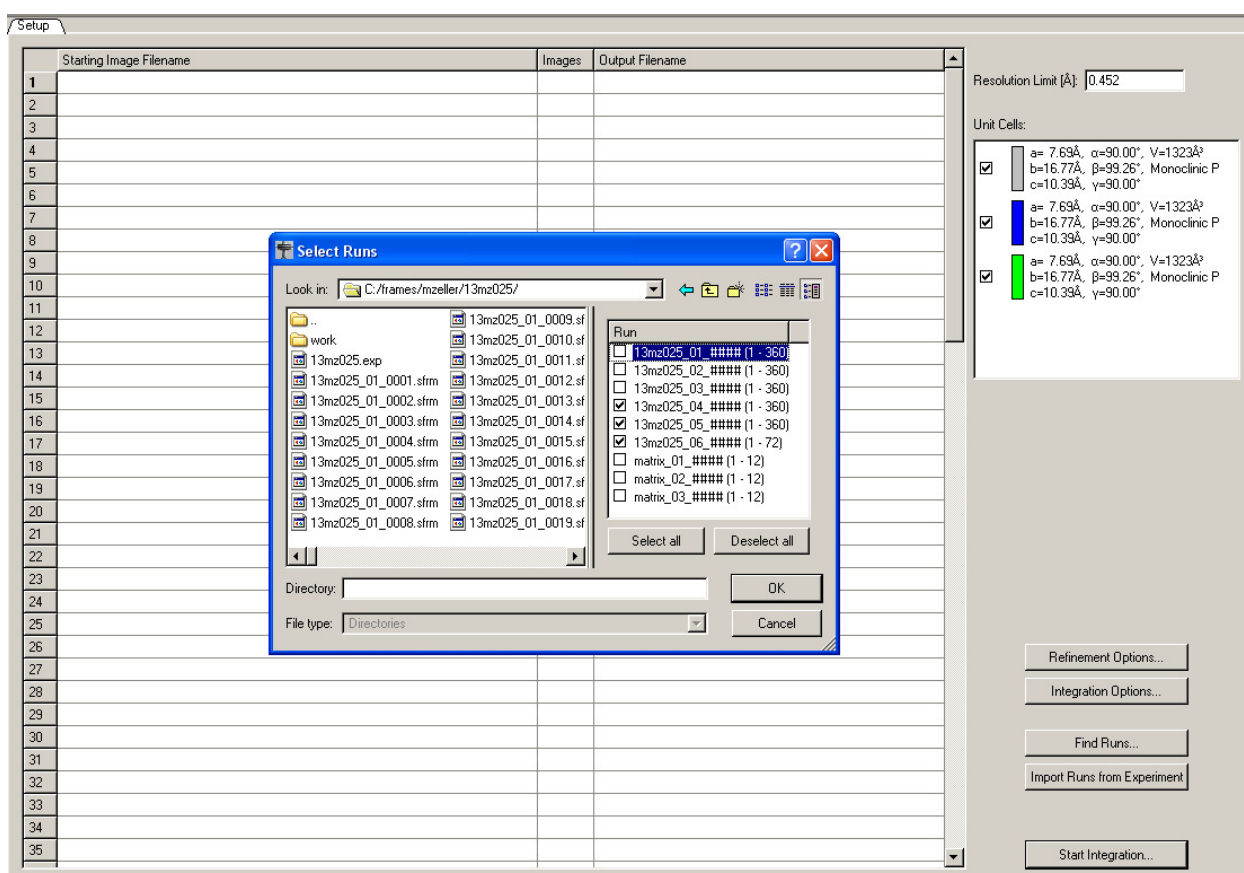 Setup
Starting Image Filename Images Output Filename
1
2
3
4
5
6
7
8
9
10
11
12
13
14
15
16
17
18
19
20
21
22
23
24
25
26
27
28
29
30
31
32
33
34
35
Resolution Limit [Å]: 0.452
Unit Cells:
a= 7.69Å, α=90.00°, V=1323Å³
b=16.77Å, β=99.26°, Monoclinic P
c=10.39Å, γ=90.00°
a= 7.69Å, α=90.00°, V=1323Å³
b=16.77Å, β=99.26°, Monoclinic P
c=10.39Å, γ=90.00°
a= 7.69Å, α=90.00°, V=1323Å³
b=16.77Å, β=99.26°, Monoclinic P
c=10.39Å, γ=90.00°
Select Runs
Look in: C:/frames/mzeller/13mz025/
..
work
13mz025.exp
13mz025_01_0001.sfrm
13mz025_01_0002.sfrm
13mz025_01_0003.sfrm
13mz025_01_0004.sfrm
13mz025_01_0005.sfrm
13mz025_01_0006.sfrm
13mz025_01_0007.sfrm
13mz025_01_0008.sfrm
13mz025_01_0009.sf
13mz025_01_0010.sf
13mz025_01_0011.sf
13mz025_01_0012.sf
13mz025_01_0013.sf
13mz025_01_0014.sf
13mz025_01_0015.sf
13mz025_01_0016.sf
13mz025_01_0017.sf
13mz025_01_0018.sf
13mz025_01_0019.sf
Run
13mz025_01_#### (1 - 360)
13mz025_02_#### (1 - 360)
13mz025_03_#### (1 - 360)
13mz025_04_#### (1 - 360)
13mz025_05_#### (1 - 360)
13mz025_06_#### (1 - 72)
matrix_01_#### (1 - 12)
matrix_02_#### (1 - 12)
matrix_03_#### (1 - 12)
Select all Deselect all
Directory: OK
File type: Directories Cancel
Refinement Options...
Integration Options...
Find Runs...
Import Runs from Experiment
Start Integration...